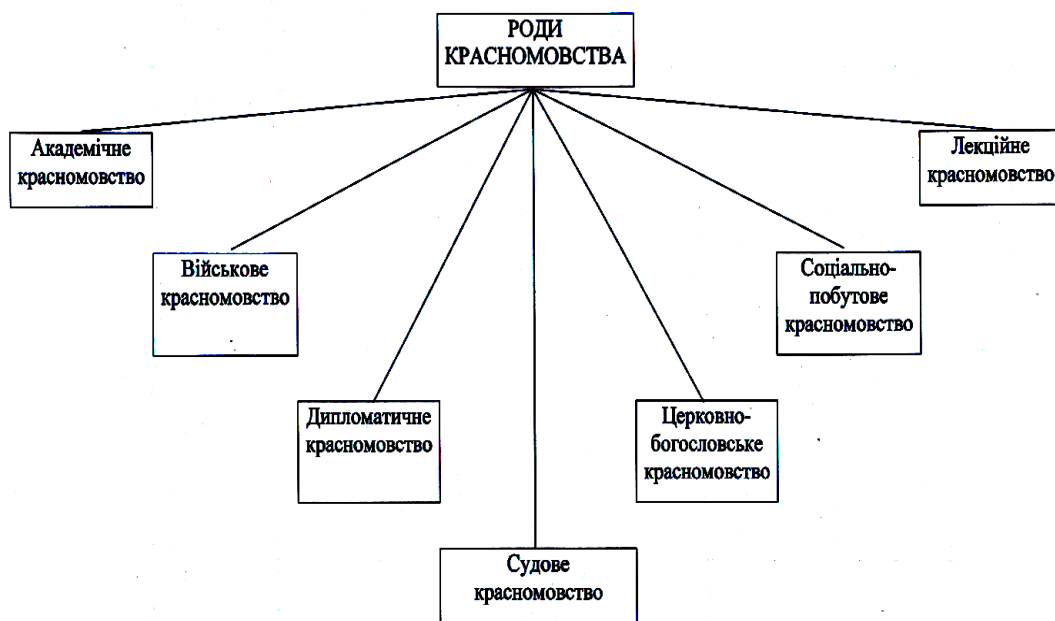 РОДИ
КРАСНОМОВСТВА
Академічне
красномовство
Лекційне
красномовство
Військове
красномовство
Соціально-
побутове
красномовство
Дипломатичне
красномовство
Церковно-
богословське
красномовство
Судове
красномовство